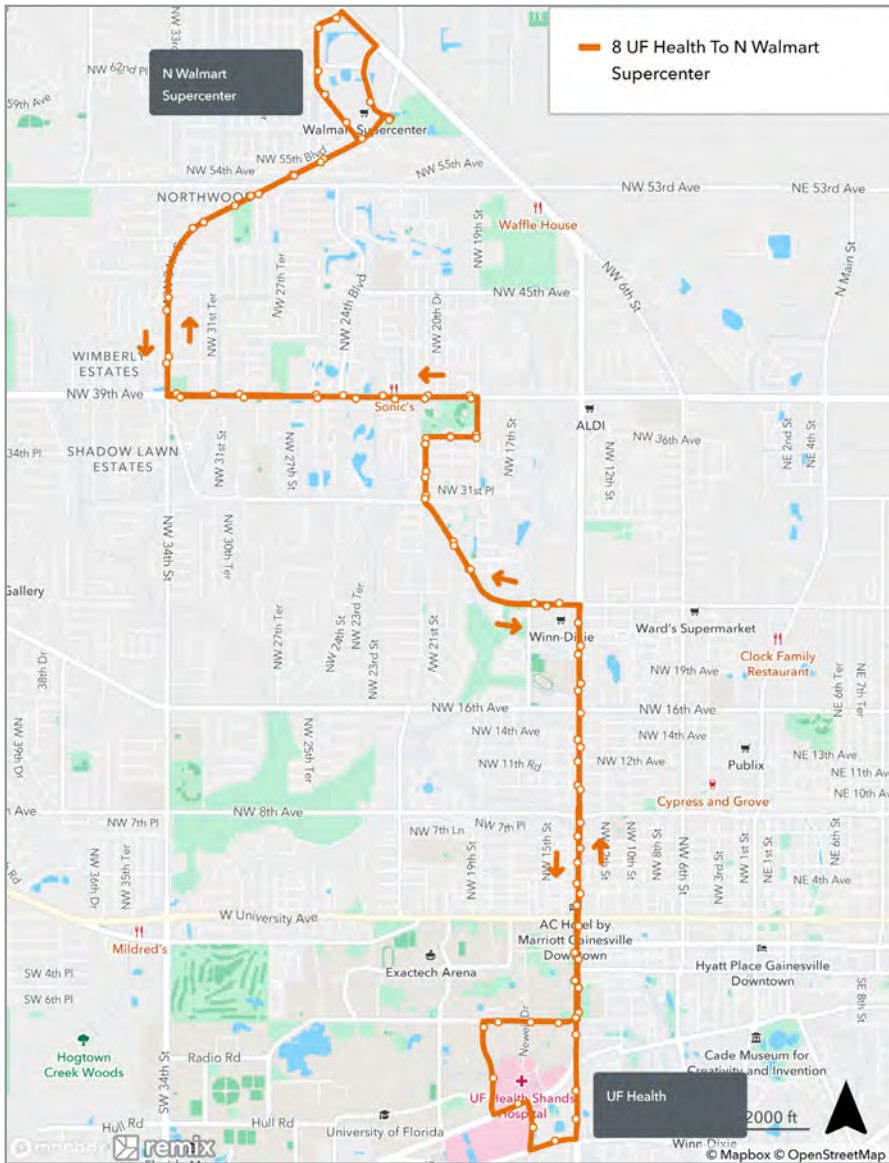 8 UF Health To N Walmart
Supercenter
N Walmart
Supercenter
NW 33rd
NW 62nd Pl
59th Ave
Walmart Supercenter
NW 55th Blvd
NW 54th Ave
NW 55th Ave
NW 53rd Ave
NE 53rd Ave
NORTHWOOD
Waffle House
NW 19th St
NW 6th St
N Main St
NW 27th Ter
NW 24th Blvd
NW 45th Ave
NW 31st Ter
NW 20th Dr
WIMBERLY
ESTATES
NW 39th Ave
Sonic's
ALDI
NW 36th Ave
34th Pl
SHADOW LAWN
ESTATES
NW 31st St
NW 27th St
NW 17th St
NW 12th St
NE 2nd St
NE 4th St
NW 31st Pl
NW 34th St
NW 30th Ter
Gallery
NW 27th Ter
NW 24th St
NW 23rd Ter
NW 23rd St
NW 21st St
Winn-Dixie
Ward's Supermarket
Clock Family
Restaurant
NW 19th Ave
38th Dr
NE 6th Ter
NE 7th Ter
NW 16th Ave
NW 16th Ave
NW 14th Ave
NW 14th Ave
NW 39th Dr
NW 25th Ter
NW 11th Rd
NW 12th Ave
Publix
NE 13th Ave
NE 11th Ave
NE 10th Ave
Cypress and Grove
h Ave
NW 8th Ave
NW 7th Pl
NW 7th Ln
NW 7th Pl
NW 36th Dr
NW 35th Ter
NW 19th St
NW 15th St
NW 12th St
NW 10th St
NW 8th St
NW 6th St
NW 3rd St
NW 1st St
NE 1st St
NE 6th St
NE 4th Ave
W University Ave
Mildred's
AC Hotel by
Marriott Gainesville
Downtown
Exactech Arena
Hyatt Place Gainesville
Downtown
SW 4th Pl
SW 6th Pl
SE 8th St
Newell Dr
Hogtown
Creek Woods
Radio Rd
SW 34th St
Cade Museum for
Creativity and Invention
UF Health Shands
Hospital
UF Health
2000 ft
Hull Rd
Hull Rd
University of Florida
Winn-Dixie
mapbox
remix
© Mapbox © OpenStreetMap